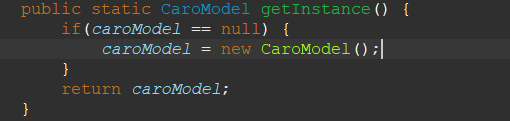 public static CaroModel getInstance() {
if(caroModel == null) {
caroModel = new CaroModel();
}
return caroModel;
}